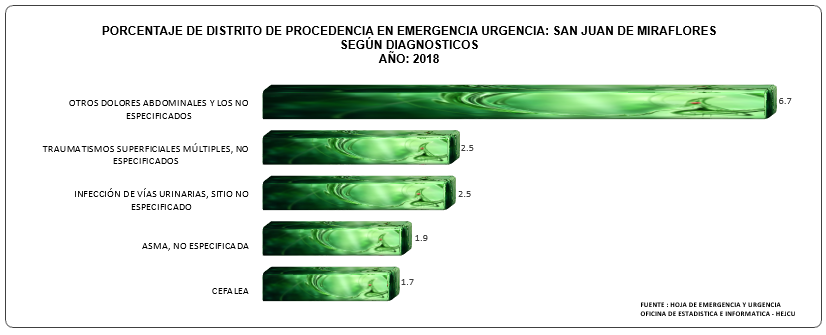 PORCENTAJE DE DISTRITO DE PROCEDENCIA EN EMERGENCIA URGENCIA: SAN JUAN DE MIRAFLORES
SEGÚN DIAGNOSTICOS
AÑO: 2018
OTROS DOLORES ABDOMINALES Y LOS NO
ESPECIFICADOS
6.7
TRAUMATISMOS SUPERFICIALES MÚLTIPLES, NO
ESPECIFICADOS
2.5
INFECCIÓN DE VÍAS URINARIAS, SITIO NO
ESPECIFICADO
2.5
ASMA, NO ESPECIFICADA
1.9
CEFALEA
1.7
FUENTE : HOJA DE EMERGENCIA Y URGENCIA
OFICINA DE ESTADISTICA E INFORMATICA - HEJCU